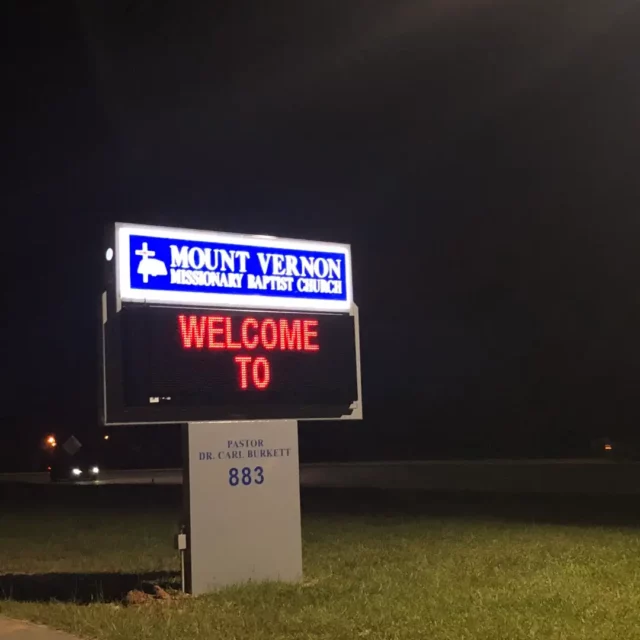 MOUNT VERNON
MISSIONARY BAPTIST CHURCH
WELCOME
TO
PASTOR
DR. CARL BURKETT
883